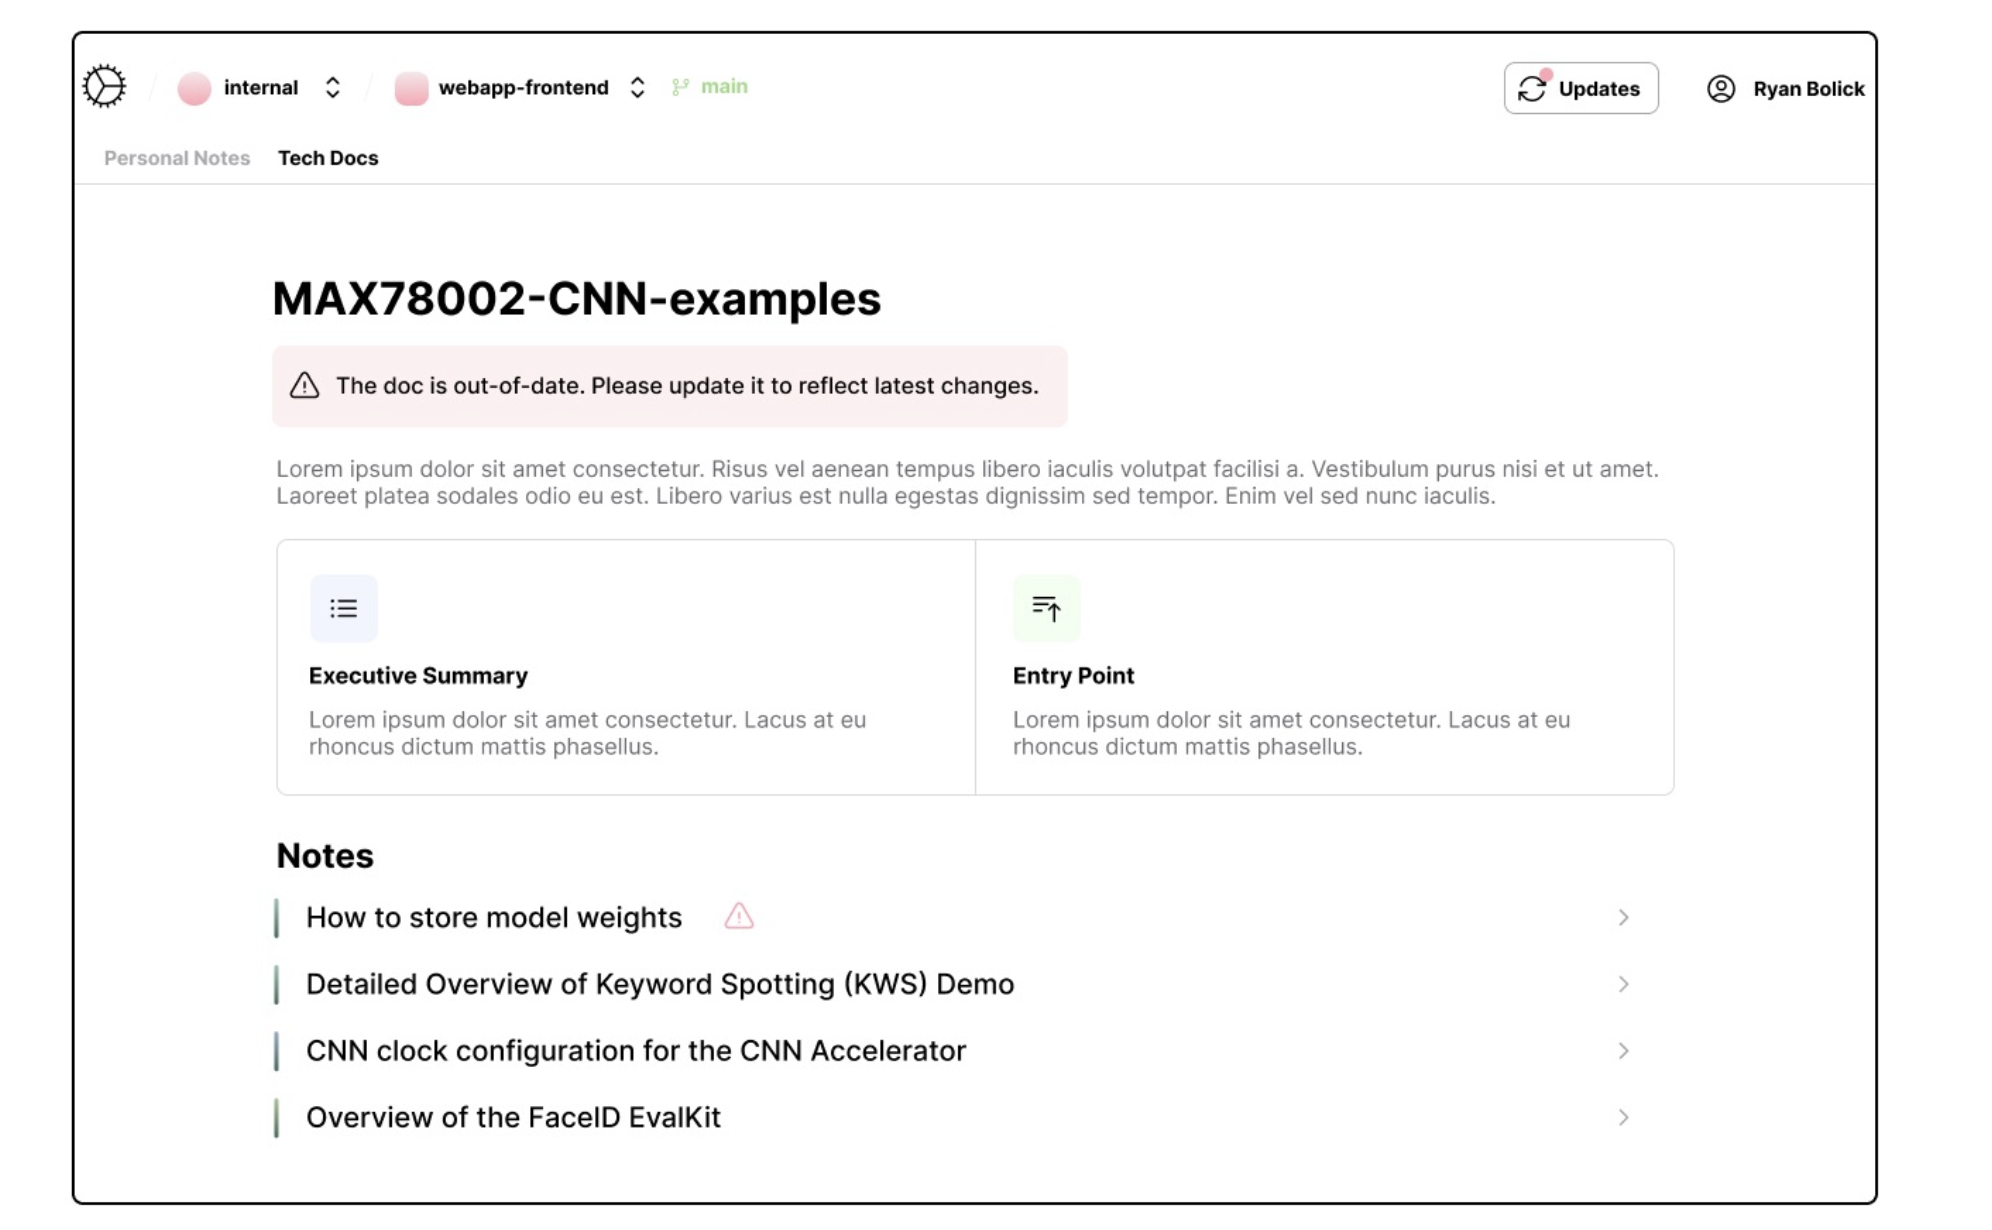 internal
webapp-frontend
main
Updates
Ryan Bolick
Personal Notes
Tech Docs
MAX78002-CNN-examples
The doc is out-of-date. Please update it to reflect latest changes.
Lorem ipsum dolor sit amet consectetur. Risus vel aenean tempus libero iaculis volutpat facilisi a. Vestibulum purus nisi et ut amet.
Laoreet platea sodales odio eu est. Libero varius est nulla egestas dignissim sed tempor. Enim vel sed nunc iaculis.
Executive Summary
Lorem ipsum dolor sit amet consectetur. Lacus at eu
rhoncus dictum mattis phasellus.
Entry Point
Lorem ipsum dolor sit amet consectetur. Lacus at eu
rhoncus dictum mattis phasellus.
Notes
How to store model weights
Detailed Overview of Keyword Spotting (KWS) Demo
CNN clock configuration for the CNN Accelerator
Overview of the FaceID EvalKit